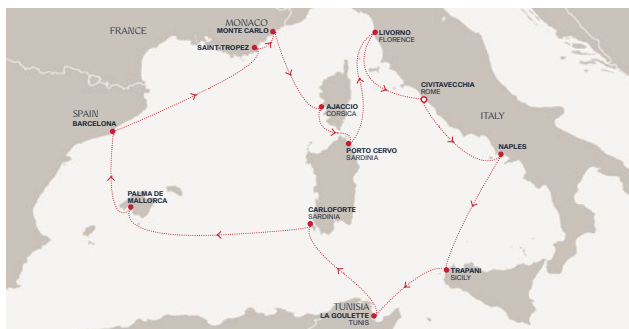 FRANCE
MONACO
MONTE CARLO
SAINT-TROPEZ
LIVORNO
FLORENCE
CIVITAVECCHIA
ROME
AJACCIO
CORSICA
SPAIN
BARCELONA
ITALY
PORTO CERVO
SARDINIA
NAPLES
PALMA DE
MALLORCA
CARLOFORTE
SARDINIA
TRAPANI
SICILY
TUNISIA
LA GOULETTE
TUNIS